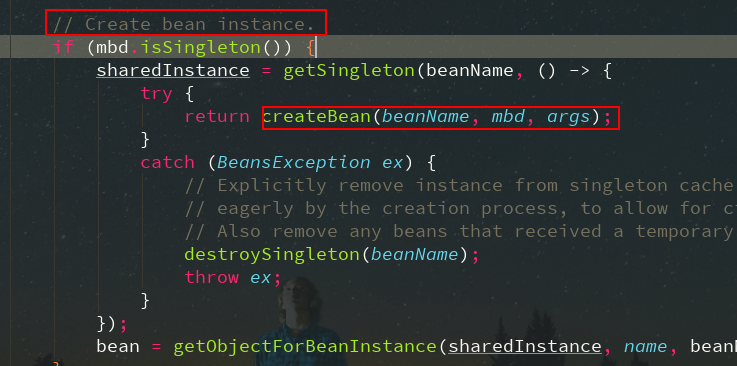 // Create bean instance.
if (mbd.isSingleton()) {
sharedInstance = getSingleton(beanName, () -> {
try {
return createBean(beanName, mbd, args);
}
catch (BeansException ex) {
// Explicitly remove instance from singleton cache
// eagerly by the creation process, to allow for
// Also remove any beans that received a temporary
destroySingleton(beanName);
throw ex;
}
});
bean = getObjectForBeanInstance(sharedInstance, name,